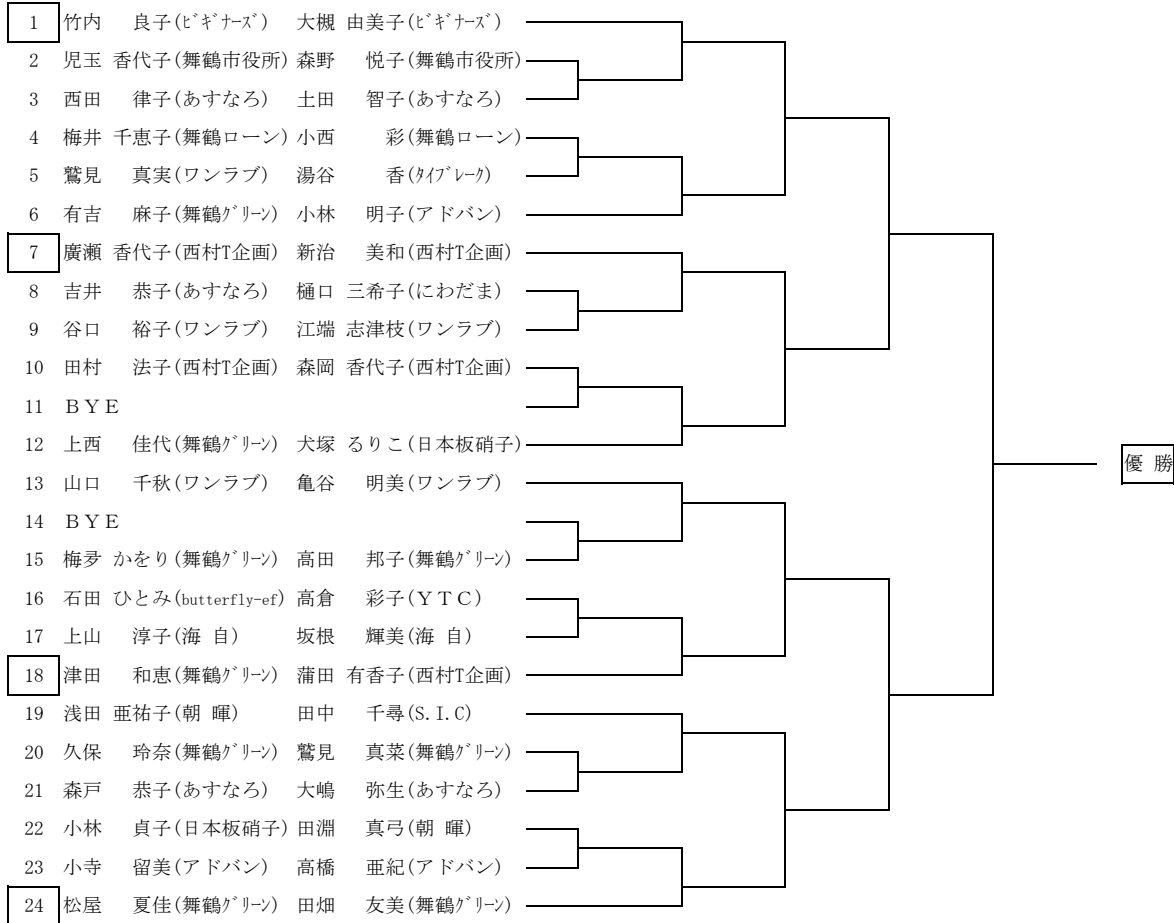 1 竹内 良子(ﾋﾞｷﾞﾅｰｽﾞ) 大槻 由美子(ﾋﾞｷﾞﾅｰｽﾞ)
2 児玉 香代子(舞鶴市役所) 森野 悦子(舞鶴市役所)
3 西田 律子(あすなろ) 土田 智子(あすなろ)
4 梅井 千恵子(舞鶴ローン) 小西 彩(舞鶴ローン)
5 鷲見 真実(ワンラブ) 湯谷 香(ﾀｲﾌﾞﾚｰｸ)
6 有吉 麻子(舞鶴ｸﾞﾘｰﾝ) 小林 明子(アドバン)
7 廣瀬 香代子(西村T企画) 新治 美和(西村T企画)
8 吉井 恭子(あすなろ) 樋口 三希子(にわだま)
9 谷口 裕子(ワンラブ) 江端 志津枝(ワンラブ)
10 田村 法子(西村T企画) 森岡 香代子(西村T企画)
11 ＢＹＥ
12 上西 佳代(舞鶴ｸﾞﾘｰﾝ) 犬塚 るりこ(日本板硝子)
優 勝
13 山口 千秋(ワンラブ) 亀谷 明美(ワンラブ)
14 ＢＹＥ
15 梅夛 かをり(舞鶴ｸﾞﾘｰﾝ) 高田 邦子(舞鶴ｸﾞﾘｰﾝ)
16 石田 ひとみ(butterfly-ef) 高倉 彩子(ＹＴＣ)
17 上山 淳子(海 自) 坂根 輝美(海 自)
18 津田 和恵(舞鶴ｸﾞﾘｰﾝ) 蒲田 有香子(西村T企画)
19 浅田 亜祐子(朝 暉) 田中 千尋(S.I.C)
20 久保 玲奈(舞鶴ｸﾞﾘｰﾝ) 鷲見 真菜(舞鶴ｸﾞﾘｰﾝ)
21 森戸 恭子(あすなろ) 大嶋 弥生(あすなろ)
22 小林 貞子(日本板硝子) 田淵 真弓(朝 暉)
23 小寺 留美(アドバン) 高橋 亜紀(アドバン)
24 松屋 夏佳(舞鶴ｸﾞﾘｰﾝ) 田畑 友美(舞鶴ｸﾞﾘｰﾝ)